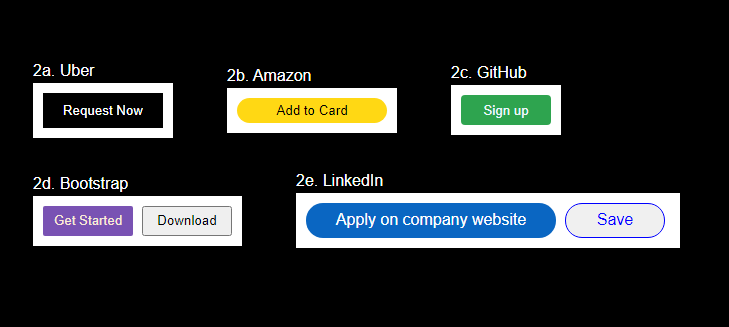 2a. Uber
Request Now
2b. Amazon
Add to Card
2c. GitHub
Sign up
2d. Bootstrap
Get Started
Download
2e. LinkedIn
Apply on company website
Save